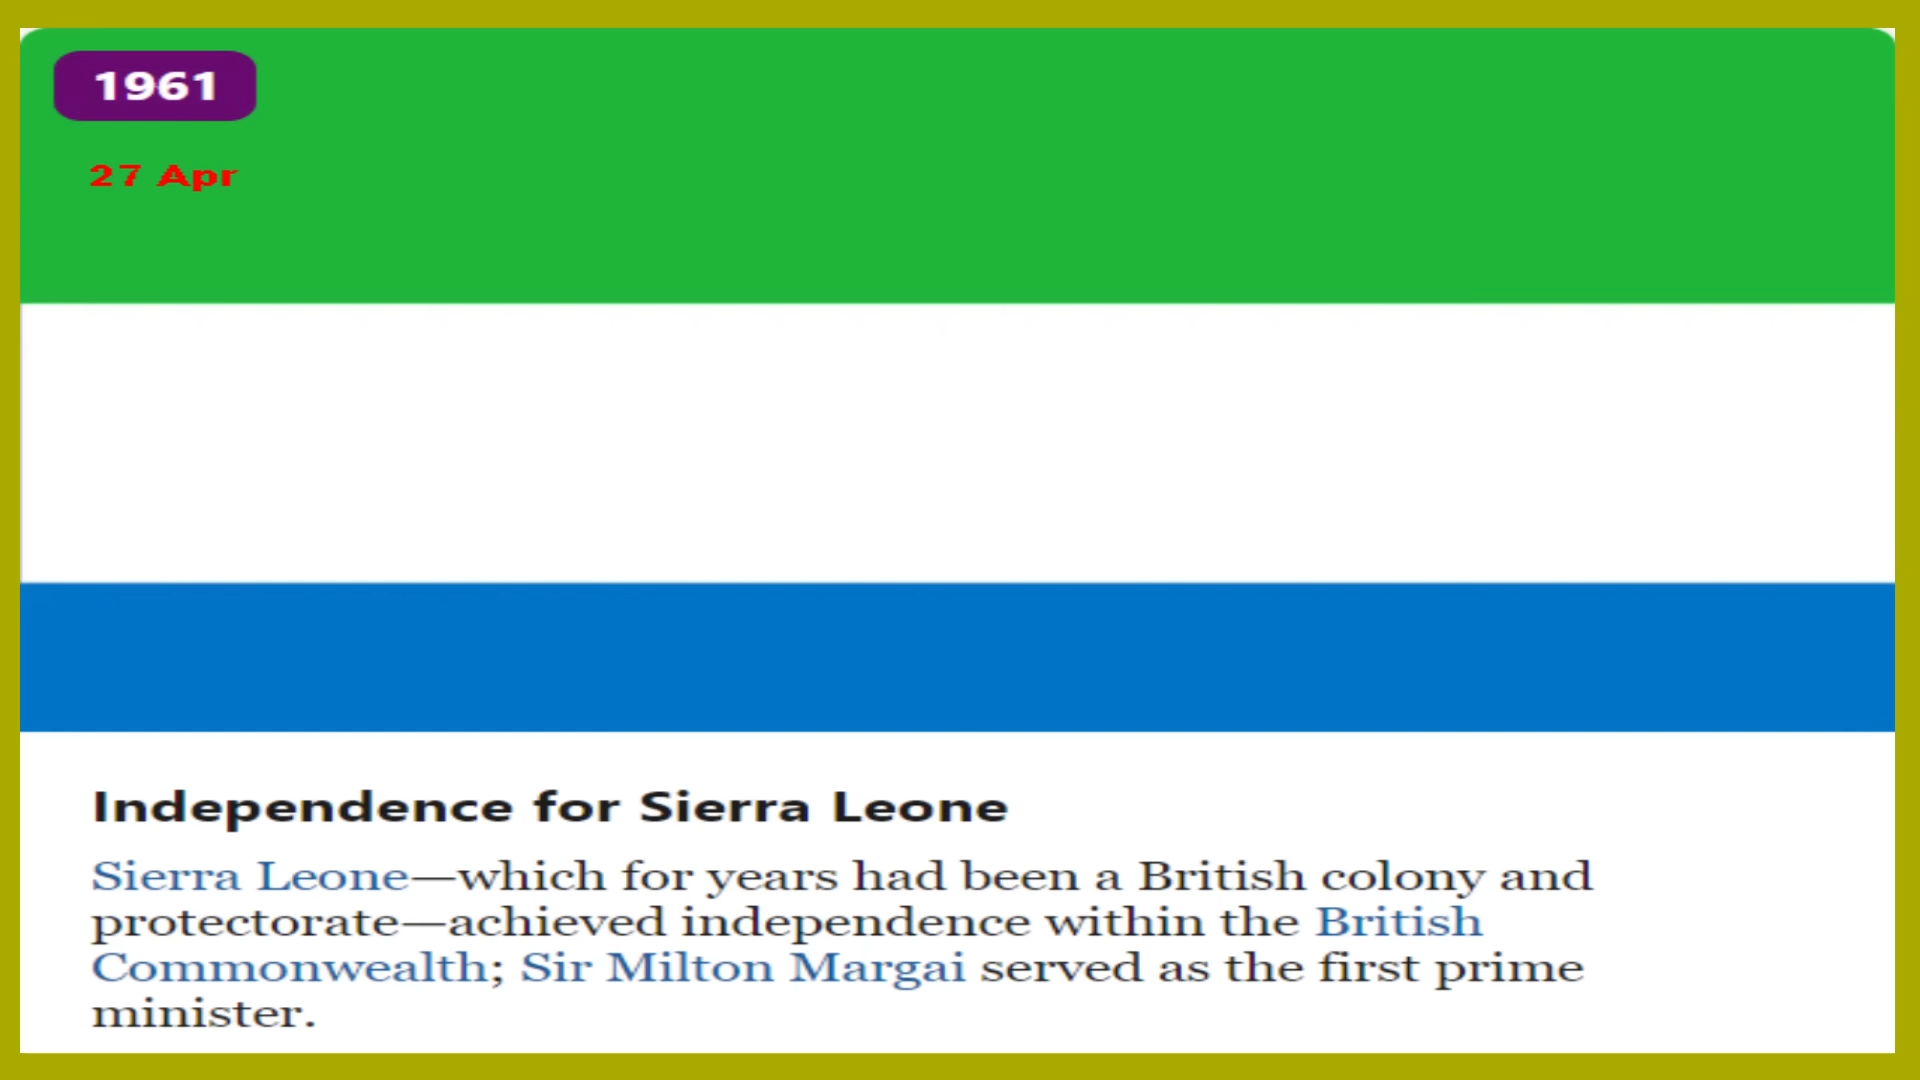 1961
27 Apr
Independence for Sierra Leone
Sierra Leone—which for years had been a British colony and
protectorate—achieved independence within the British
Commonwealth; Sir Milton Margai served as the first prime
minister.